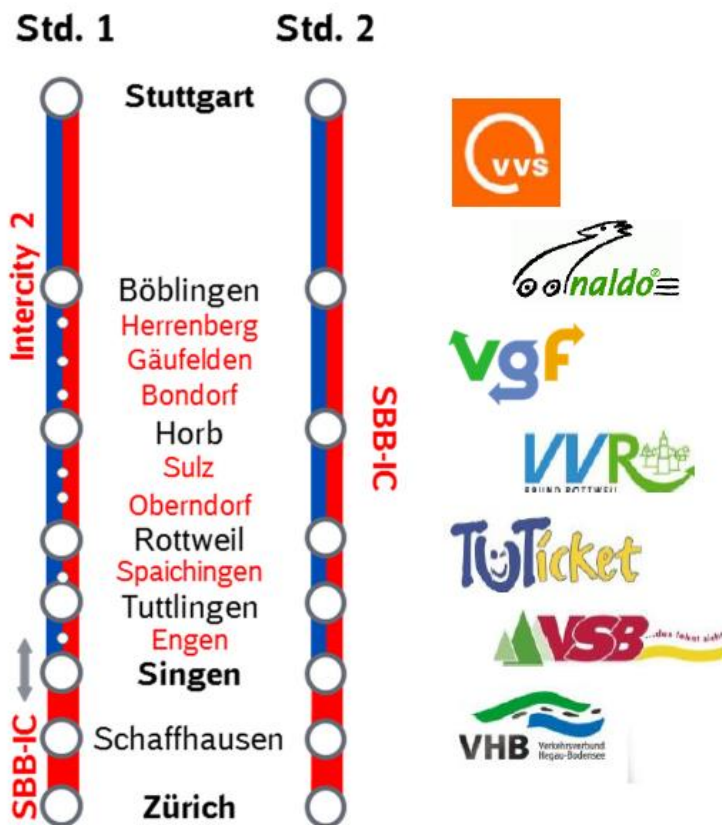 Std. 1
Std. 2
Stuttgart
Intercity 2
Böblingen
Herrenberg
Gäufelden
Bondorf
Horb
Sulz
Oberndorf
Rottweil
Spaichingen
Tuttlingen
Engen
Singen
Schaffhausen
Zürich
SBB-IC
SBB-IC
VVS
naldo®
vgf
VVR
TUTicket
VSB
VHB Verkehrsverbund
Hegau-Bodensee